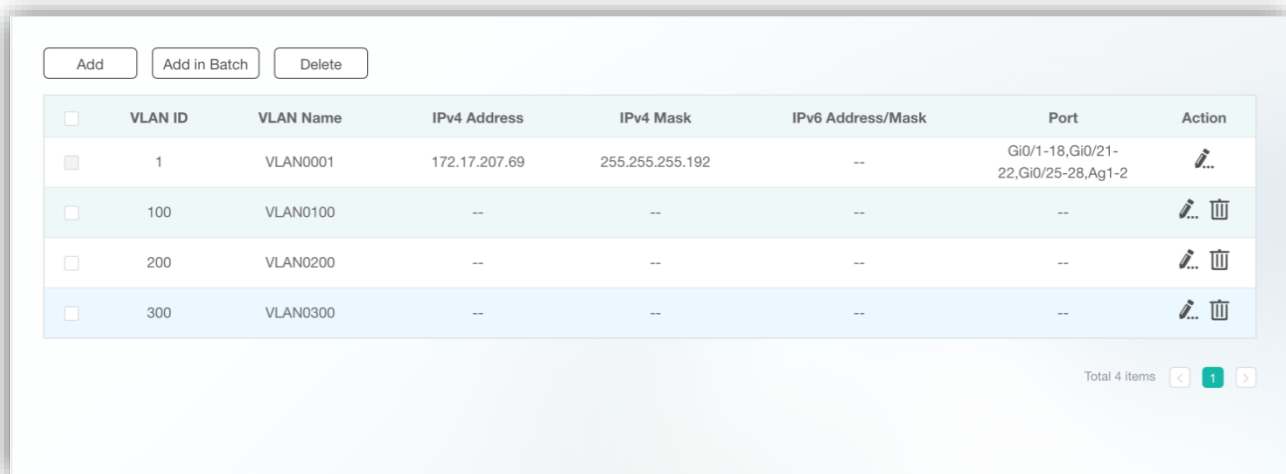 Add Add in Batch Delete
VLAN ID VLAN Name IPv4 Address IPv4 Mask IPv6 Address/Mask Port Action
1 VLAN0001 172.17.207.69 255.255.255.192 -- Gi0/1-18,Gi0/21-
22,Gi0/25-28,Ag1-2
100 VLAN0100 -- -- -- --
200 VLAN0200 -- -- -- --
300 VLAN0300 -- -- -- --
Total 4 items < 1 >